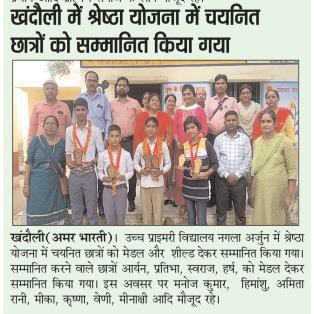 खंदौली में श्रेष्ठा योजना में चयनित
छात्रों को सम्मानित किया गया
खंदौली(अमर भारती)। उच्च प्राइमरी विद्यालय नगला अर्जुन में श्रेष्ठा
योजना में चयनित छात्रों को मेडल और शील्ड देकर सम्मानित किया गया।
सम्मानित करने वाले छात्रों आर्यन, प्रतिभा, स्वराज, हर्ष, को मेडल देकर
सम्मानित किया गया। इस अवसर पर मनोज कुमार, हिमांशु, अमिता
रानी, मीका, कृष्णा, वेणी, मीनाक्षी आदि मौजूद रहे।